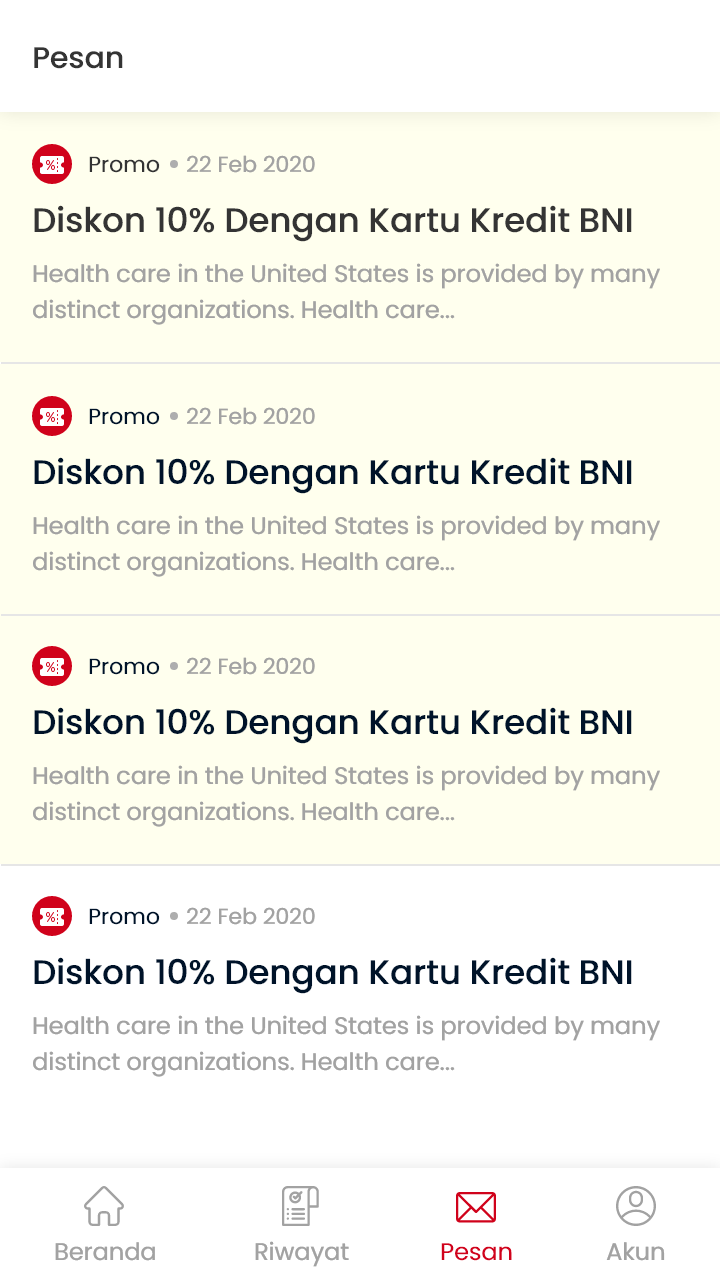 Pesan
Promo • 22 Feb 2020
Diskon 10% Dengan Kartu Kredit BNI
Health care in the United States is provided by many
distinct organizations. Health care...
Promo • 22 Feb 2020
Diskon 10% Dengan Kartu Kredit BNI
Health care in the United States is provided by many
distinct organizations. Health care...
Promo • 22 Feb 2020
Diskon 10% Dengan Kartu Kredit BNI
Health care in the United States is provided by many
distinct organizations. Health care...
Promo • 22 Feb 2020
Diskon 10% Dengan Kartu Kredit BNI
Health care in the United States is provided by many
distinct organizations. Health care...
Beranda Riwayat Pesan Akun